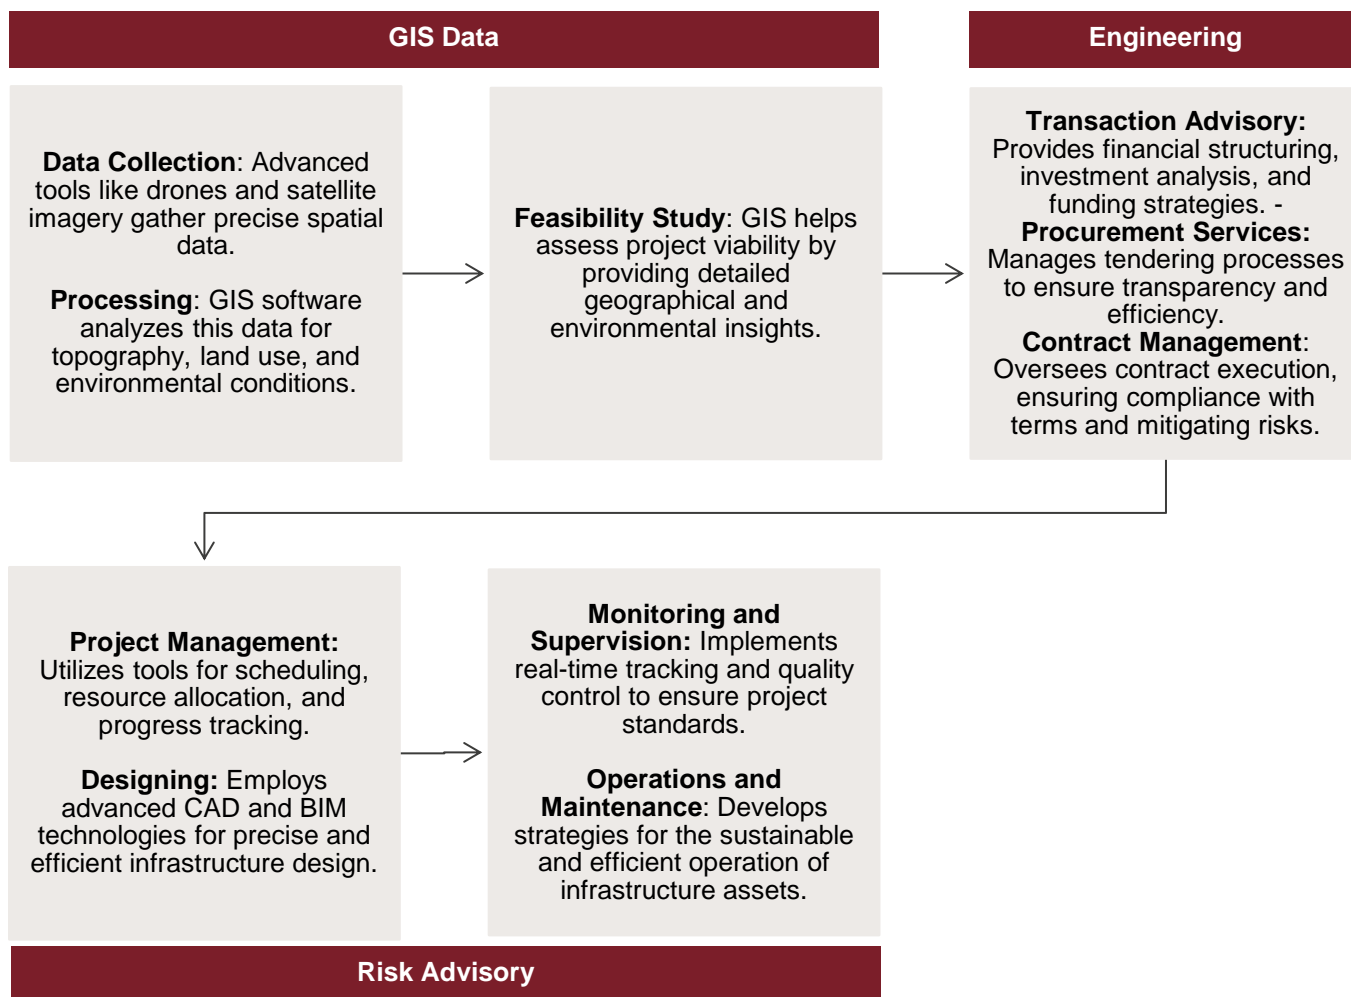 GIS Data
Engineering
Data Collection: Advanced
tools like drones and satellite
imagery gather precise spatial
data.
Processing: GIS software
analyzes this data for
topography, land use, and
environmental conditions.
Feasibility Study: GIS helps
assess project viability by
providing detailed
geographical and
environmental insights.
Transaction Advisory:
Provides financial structuring,
investment analysis, and
funding strategies. -
Procurement Services:
Manages tendering processes
to ensure transparency and
efficiency.
Contract Management:
Oversees contract execution,
ensuring compliance with
terms and mitigating risks.
Project Management:
Utilizes tools for scheduling,
resource allocation, and
progress tracking.
Designing: Employs
advanced CAD and BIM
technologies for precise and
efficient infrastructure design.
Monitoring and
Supervision: Implements
real-time tracking and quality
control to ensure project
standards.
Operations and
Maintenance: Develops
strategies for the sustainable
and efficient operation of
infrastructure assets.
Risk Advisory